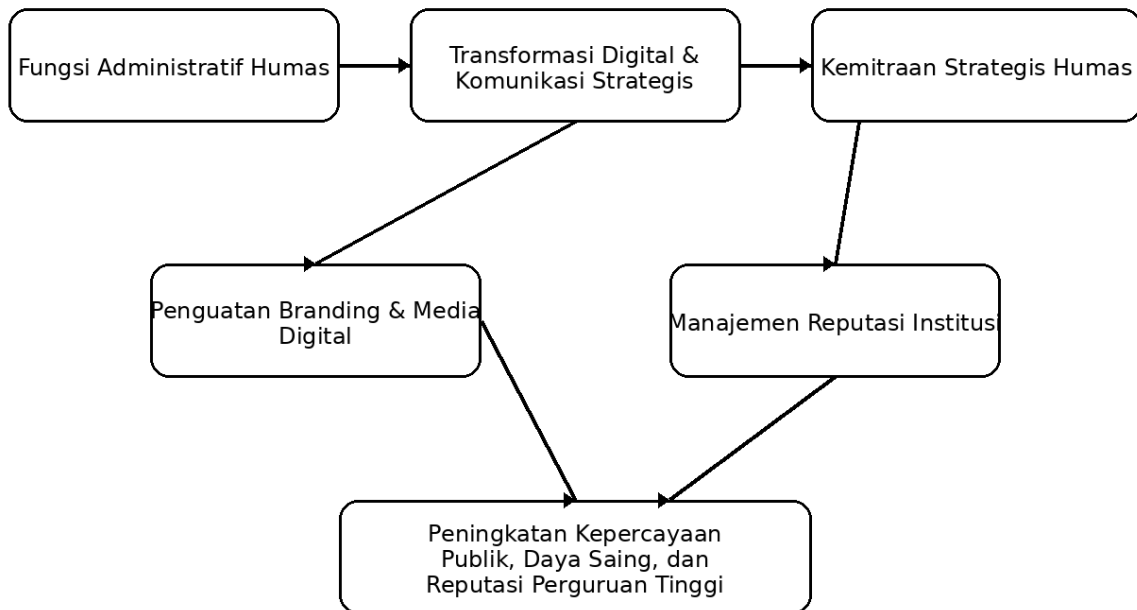 Fungsi Administratif Humas
Transformasi Digital &
Komunikasi Strategis
Kemitraan Strategis Humas
Penguatan Branding & Media
Digital
Manajemen Reputasi Institusi
Peningkatan Kepercayaan
Publik, Daya Saing, dan
Reputasi Perguruan Tinggi